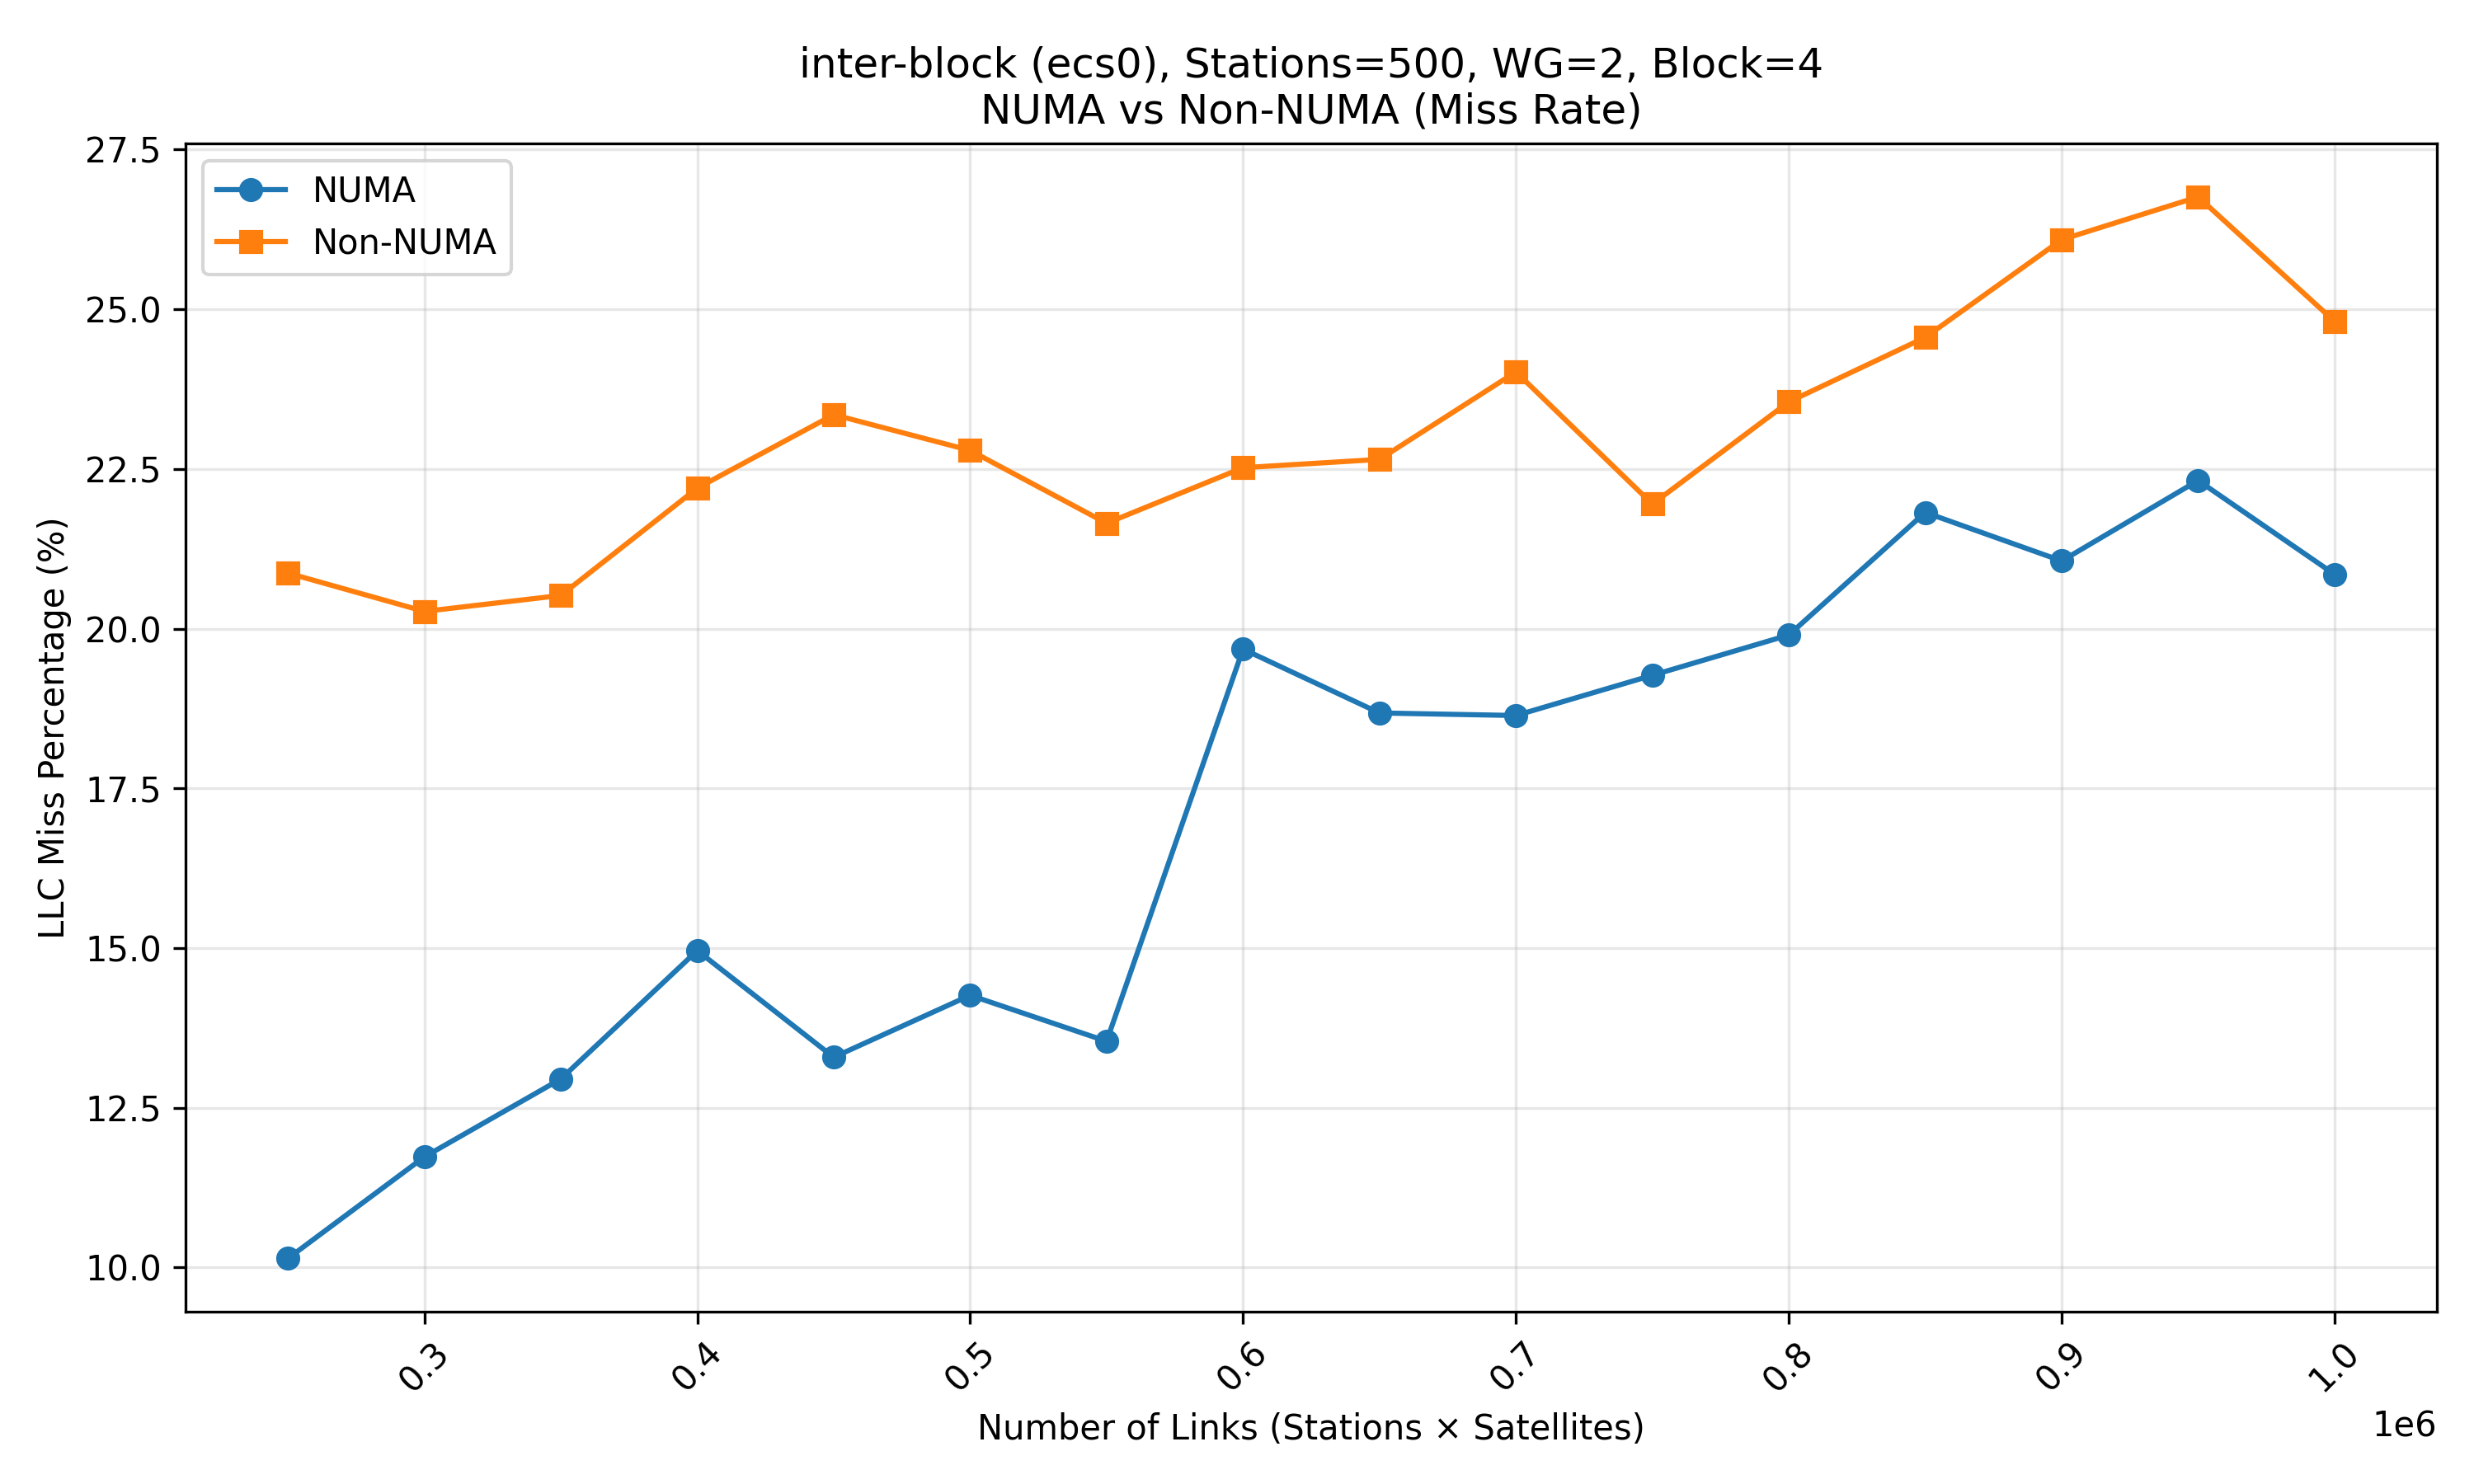 inter-block (ecs0), Stations=500, WG=2, Block=4
NUMA vs Non-NUMA (Miss Rate)
NUMA
Non-NUMA
LLC Miss Percentage (%)
27.5
25.0
22.5
20.0
17.5
15.0
12.5
10.0
0.3
0.4
0.5
0.6
0.7
0.8
0.9
1.0
1e6
Number of Links (Stations × Satellites)